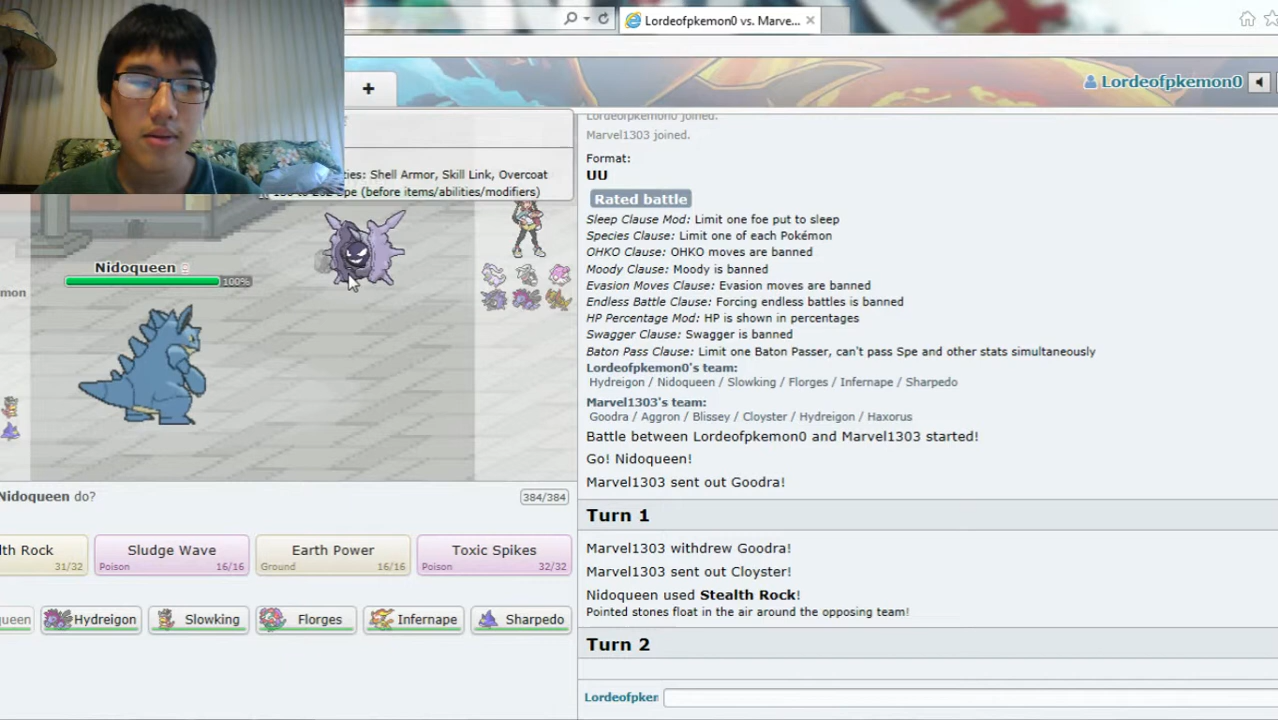 Lordeofpkemon0 vs. Marve...
+
Lordeofpkemon0
ties: Shell Armor, Skill Link, Overcoat
Spe (before items/abilities/modifiers)
Nidoqueen
100%
mon
Nidoqueen do?
384/384
lth Rock
31/32
Sludge Wave
Poison 16/16
Earth Power
Ground 16/16
Toxic Spikes
Poison 32/32
ueen
Hydreigon
Slowking
Florges
Infernape
Sharpedo
Lordeofpkemon0 joined.
Marvel1303 joined.
Format:
UU
Rated battle
Sleep Clause Mod: Limit one foe put to sleep
Species Clause: Limit one of each Pokémon
OHKO Clause: OHKO moves are banned
Moody Clause: Moody is banned
Evasion Moves Clause: Evasion moves are banned
Endless Battle Clause: Forcing endless battles is banned
HP Percentage Mod: HP is shown in percentages
Swagger Clause: Swagger is banned
Baton Pass Clause: Limit one Baton Passer, can't pass Spe and other stats simultaneously
Lordeofpkemon0's team:
Hydreigon / Nidoqueen / Slowking / Florges / Infernape / Sharpedo
Marvel1303's team:
Goodra / Aggron / Blissey / Cloyster / Hydreigon / Haxorus
Battle between Lordeofpkemon0 and Marvel1303 started!
Go! Nidoqueen!
Marvel1303 sent out Goodra!
Turn 1
Marvel1303 withdrew Goodra!
Marvel1303 sent out Cloyster!
Nidoqueen used Stealth Rock!
Pointed stones float in the air around the opposing team!
Turn 2
Lordeofpkem